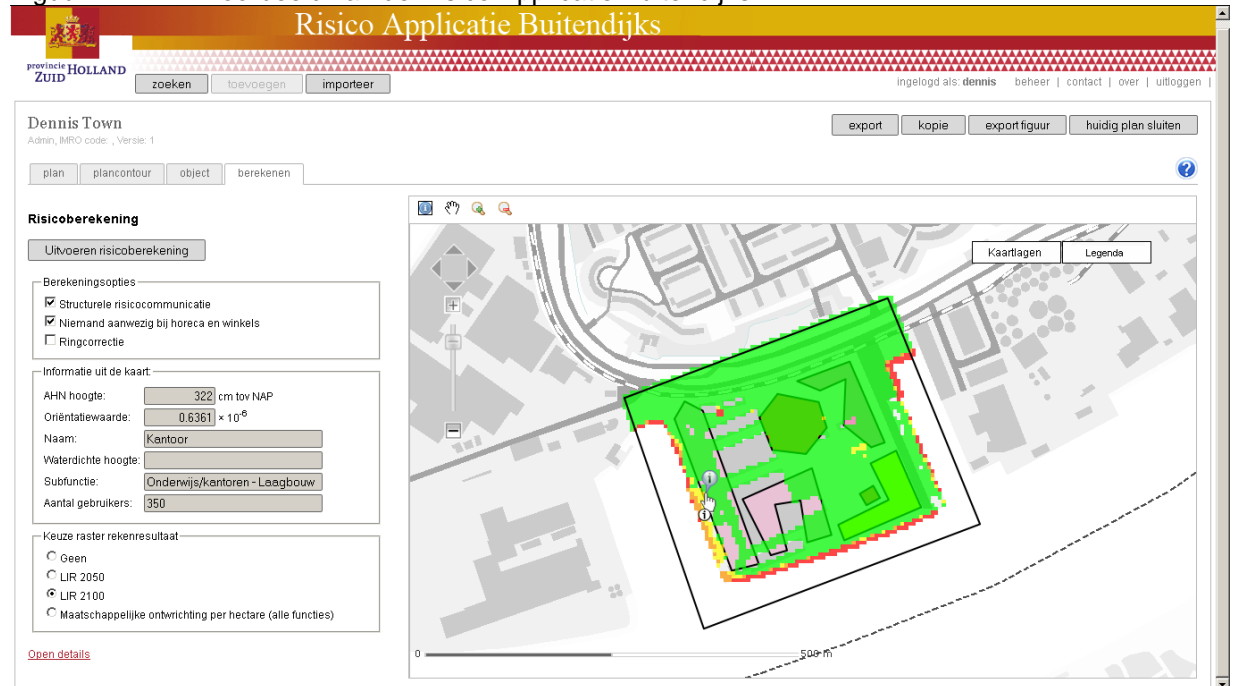 Risico Applicatie Buitendijks
provincie HOLLAND
ZUID
zoeken toevoegen importeer
ingelogd als: dennis beheer | contact | over | uitloggen |
Dennis Town
Admin, IMRO code: , Versie: 1
export kopie export figuur huidig plan sluiten
plan plancontour object berekenen
Risicoberekening
Uitvoeren risicoberekening
Berekeningsopties
Structurele risicocommunicatie
Niemand aanwezig bij horeca en winkels
Ringcorrectie
Informatie uit de kaart:
AHN hoogte: 322 cm tov NAP
Oriëntatiewaarde: 0.6361 × 10-6
Naam: Kantoor
Waterdichte hoogte:
Subfunctie: Onderwijs/kantoren - Laagbouw
Aantal gebruikers: 350
Keuze raster rekenresultaat
Geen
LIR 2050
LIR 2100
Maatschappelijke ontwrichting per hectare (alle functies)
Open details
Kaartlagen Legenda
0 500 m